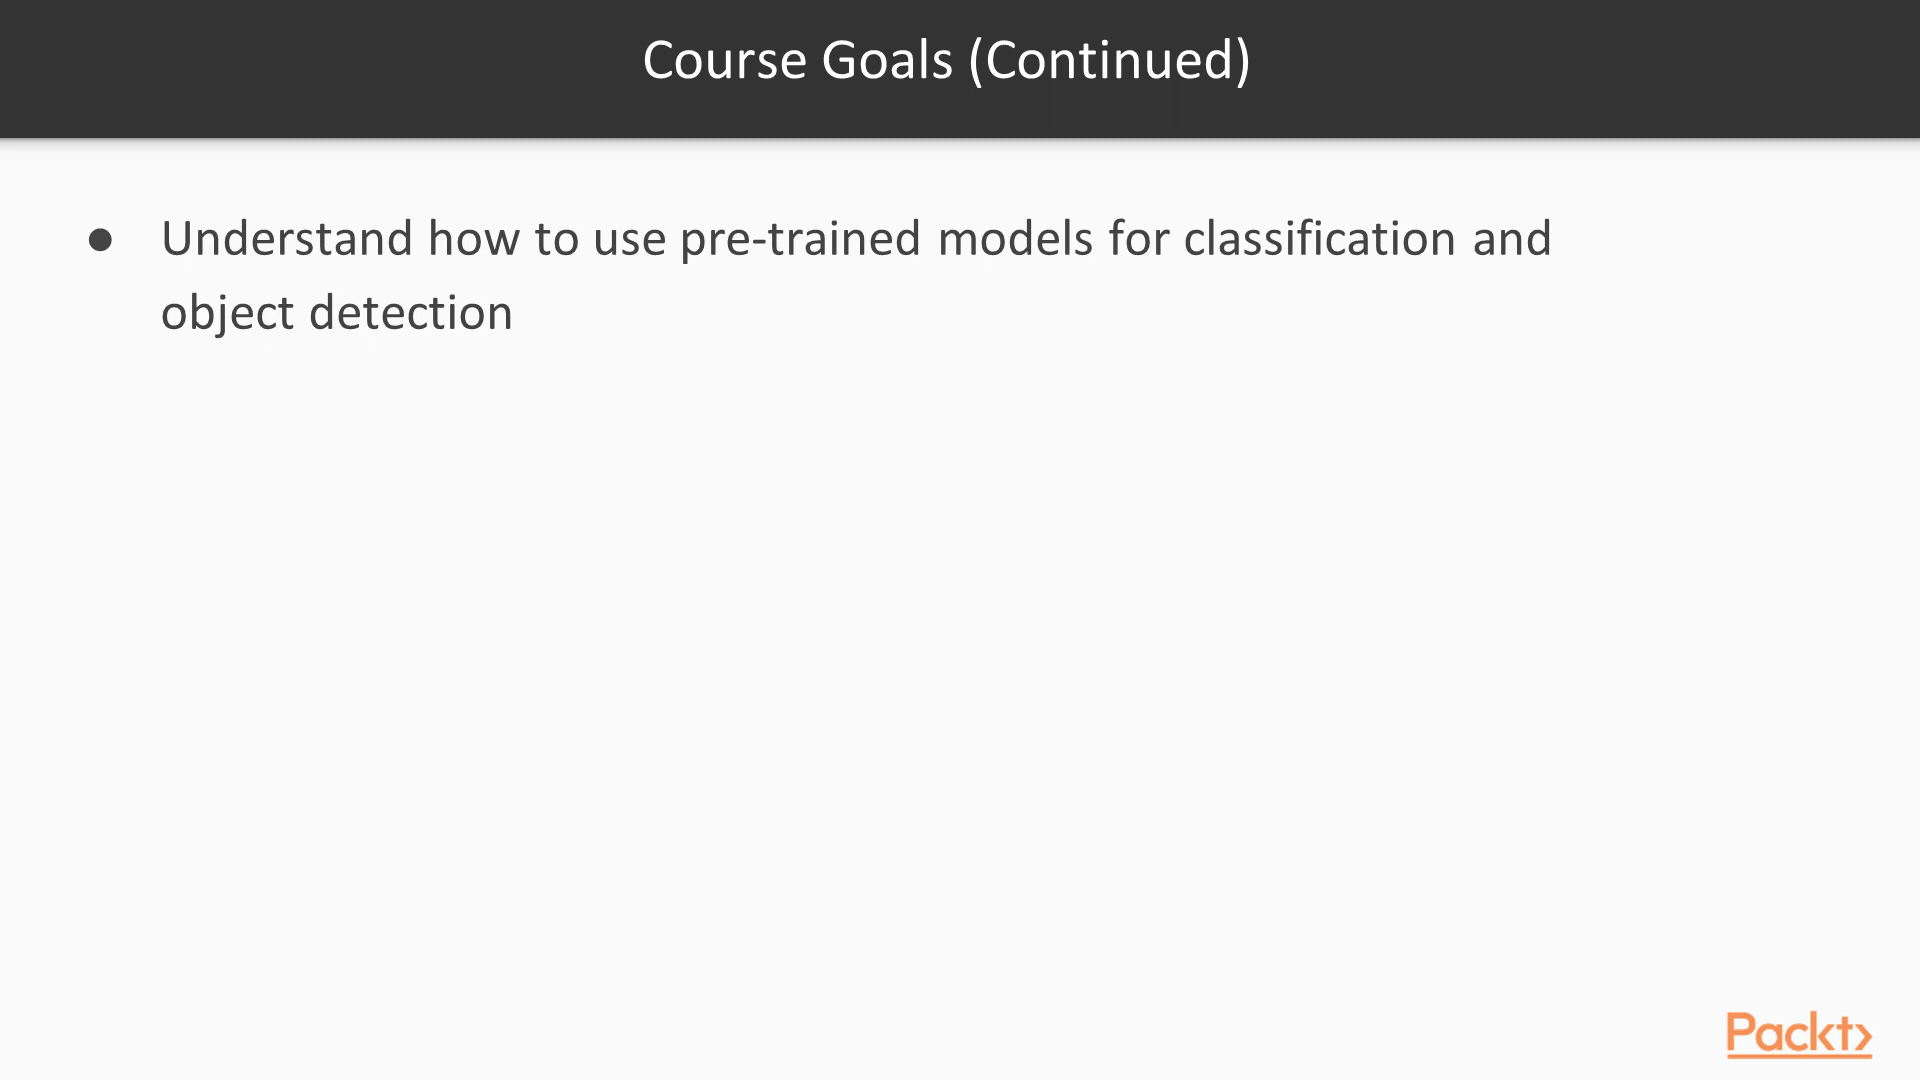 Course Goals (Continued)
● Understand how to use pre-trained models for classification and
object detection
Packt>